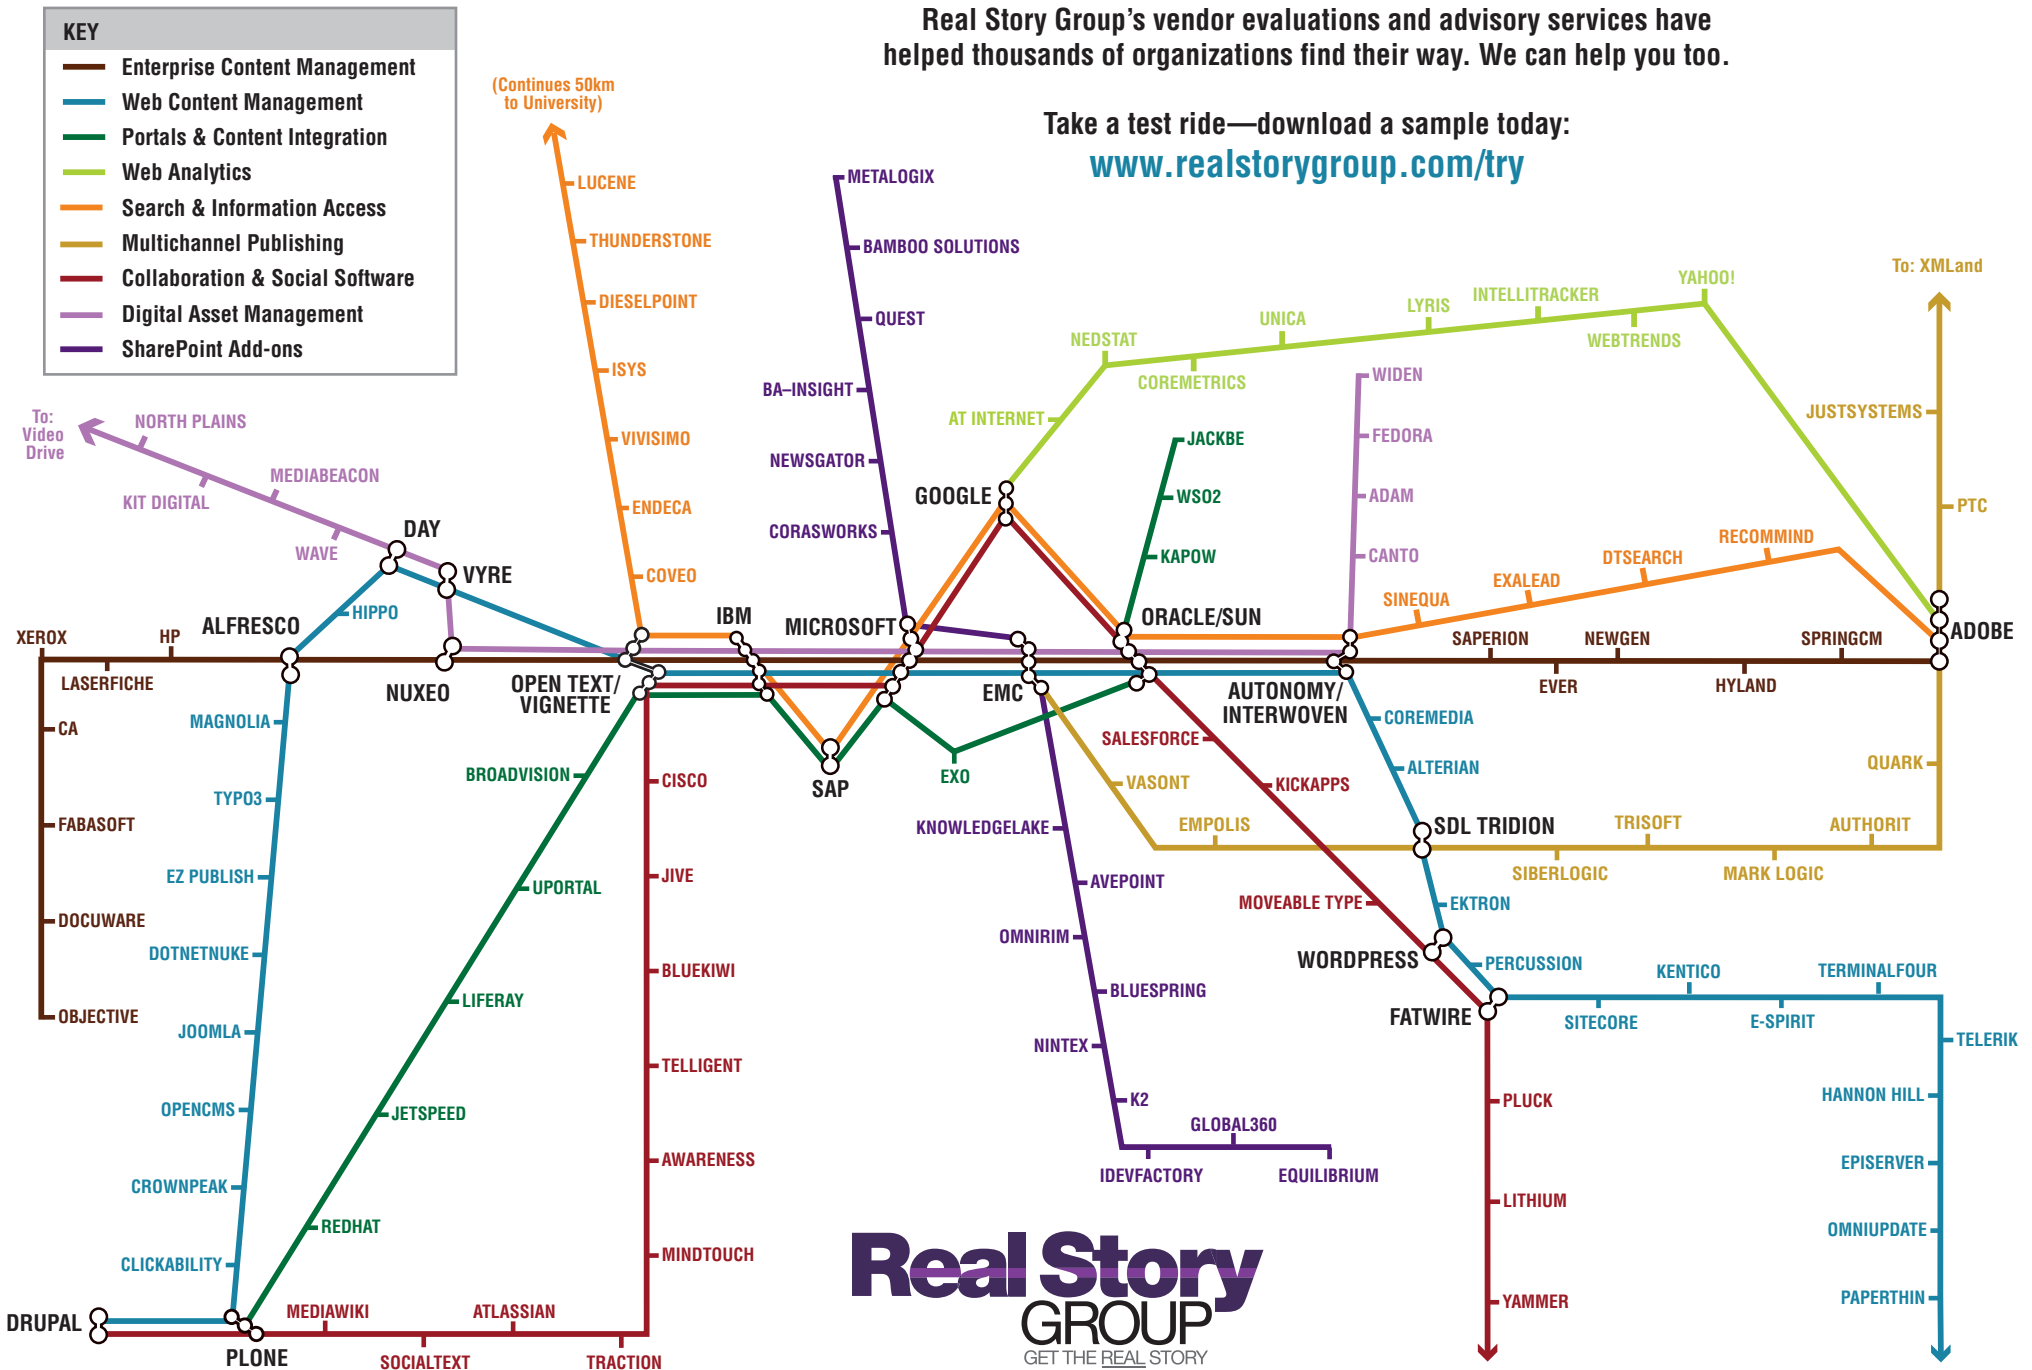 KEY
Enterprise Content Management
Web Content Management
Portals & Content Integration
Web Analytics
Search & Information Access
Multichannel Publishing
Collaboration & Social Software
Digital Asset Management
SharePoint Add-ons
Real Story Group’s vendor evaluations and advisory services have
helped thousands of organizations find their way. We can help you too.
Take a test ride—download a sample today:
www.realstorygroup.com/try
(Continues 50km
to University)
LUCENE
THUNDERSTONE
DIESELPOINT
ISYS
VIVISIMO
ENDECA
COVEO
METALOGIX
BAMBOO SOLUTIONS
QUEST
BA–INSIGHT
NEWSGATOR
CORASWORKS
To:
Video
Drive
NORTH PLAINS
KIT DIGITAL
MEDIABEACON
WAVE
DAY
VYRE
HIPPO
ALFRESCO
XEROX
HP
LASERFICHE
NUXEO
OPEN TEXT/
VIGNETTE
IBM
MICROSOFT
SAP
GOOGLE
AT INTERNET
NEDSTAT
COREMETRICS
UNICA
LYRIS
INTELLITRACKER
WEBTRENDS
YAHOO!
To: XMLand
JUSTSYSTEMS
PTC
WIDEN
FEDORA
ADAM
CANTO
JACKBE
WSO2
KAPOW
ORACLE/SUN
EMC
EXO
AUTONOMY/
INTERWOVEN
SINEQUA
EXALEAD
DTSEARCH
RECOMMIND
SAPERION
NEWGEN
SPRINGCM
EVER
HYLAND
ADOBE
CA
FABASOFT
DOCUWARE
OBJECTIVE
MAGNOLIA
TYPO3
EZ PUBLISH
DOTNETNUKE
JOOMLA
OPENCMS
CROWNPEAK
CLICKABILITY
DRUPAL
PLONE
BROADVISION
UPORTAL
LIFERAY
JETSPEED
REDHAT
CISCO
JIVE
BLUEKIWI
TELLIGENT
AWARENESS
MINDTOUCH
MEDIAWIKI
SOCIALTEXT
ATLASSIAN
TRACTION
KNOWLEDGELAKE
AVEPOINT
OMNIRIM
BLUESPRING
NINTEX
K2
IDEVFACTORY
GLOBAL360
EQUILIBRIUM
SALESFORCE
KICKAPPS
MOVEABLE TYPE
VASONT
EMPOLIS
COREMEDIA
ALTERIAN
SDL TRIDION
SIBERLOGIC
TRISOFT
MARK LOGIC
AUTHORIT
QUARK
EKTRON
WORDPRESS
PERCUSSION
FATWIRE
SITECORE
KENTICO
E-SPIRIT
TERMINALFOUR
TELERIK
HANNON HILL
EPISERVER
OMNIUPDATE
PAPERTHIN
PLUCK
LITHIUM
YAMMER
Real Story
GROUP
GET THE REAL STORY